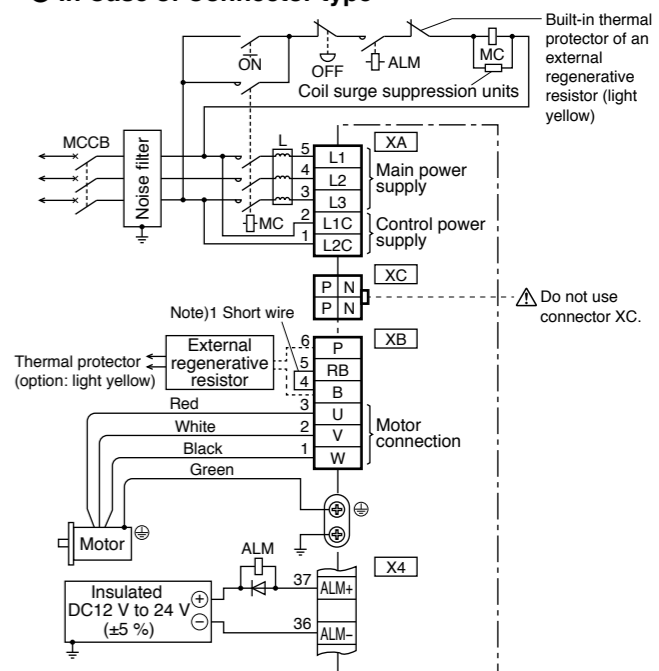 In Case of Connector type
Built-in thermal
protector of an
external
regenerative
resistor (light
yellow)
ON
OFF
ALM
MC
Coil surge suppression units
MCCB
Noise filter
L
MC
5
4
3
2
1
L1
L2
L3
L1C
L2C
XA
Main power
supply
Control power
supply
P N
P N
XC
Do not use
connector XC.
Note)1 Short wire
XB
External
regenerative
resistor
Thermal protector
(option: light yellow)
6
5
4
3
2
1
P
RB
B
U
V
W
Red
White
Black
Green
Motor
connection
Motor
ALM
X4
Insulated
DC12 V to 24 V
(±5 %)
+
−
37
ALM+
36
ALM−